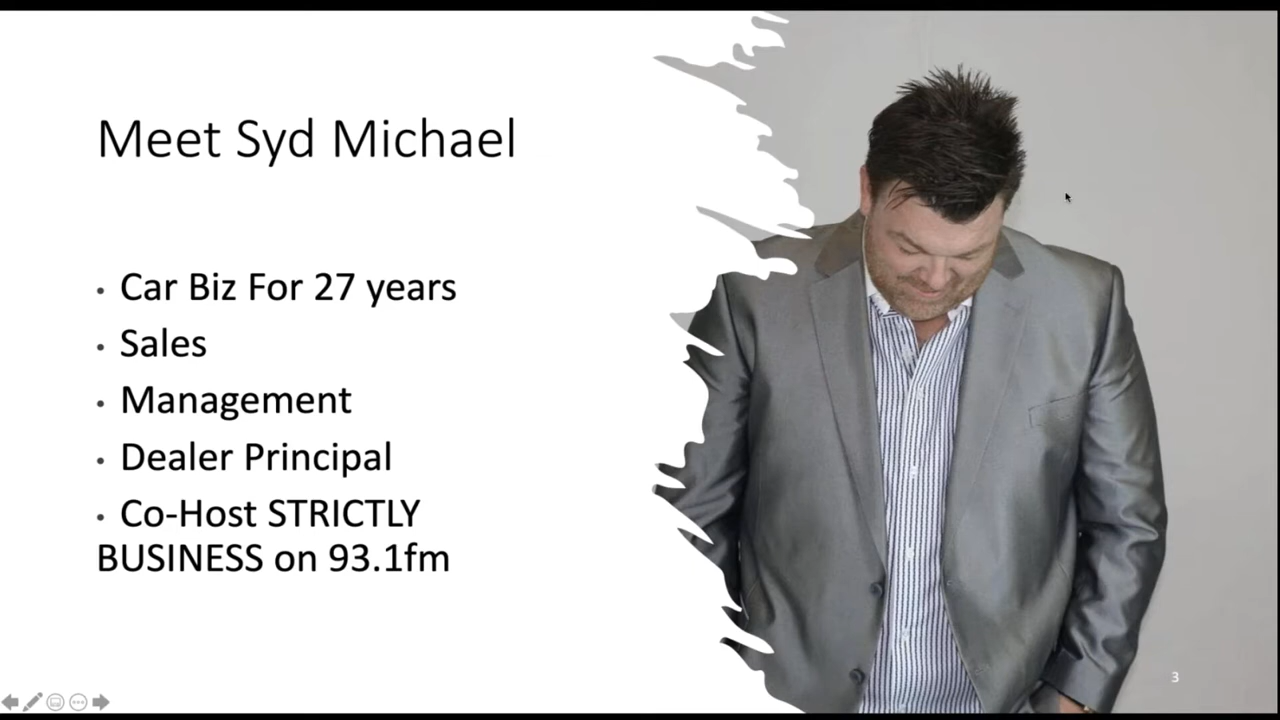 Meet Syd Michael
• Car Biz For 27 years
• Sales
• Management
• Dealer Principal
• Co-Host STRICTLY
BUSINESS on 93.1fm
3